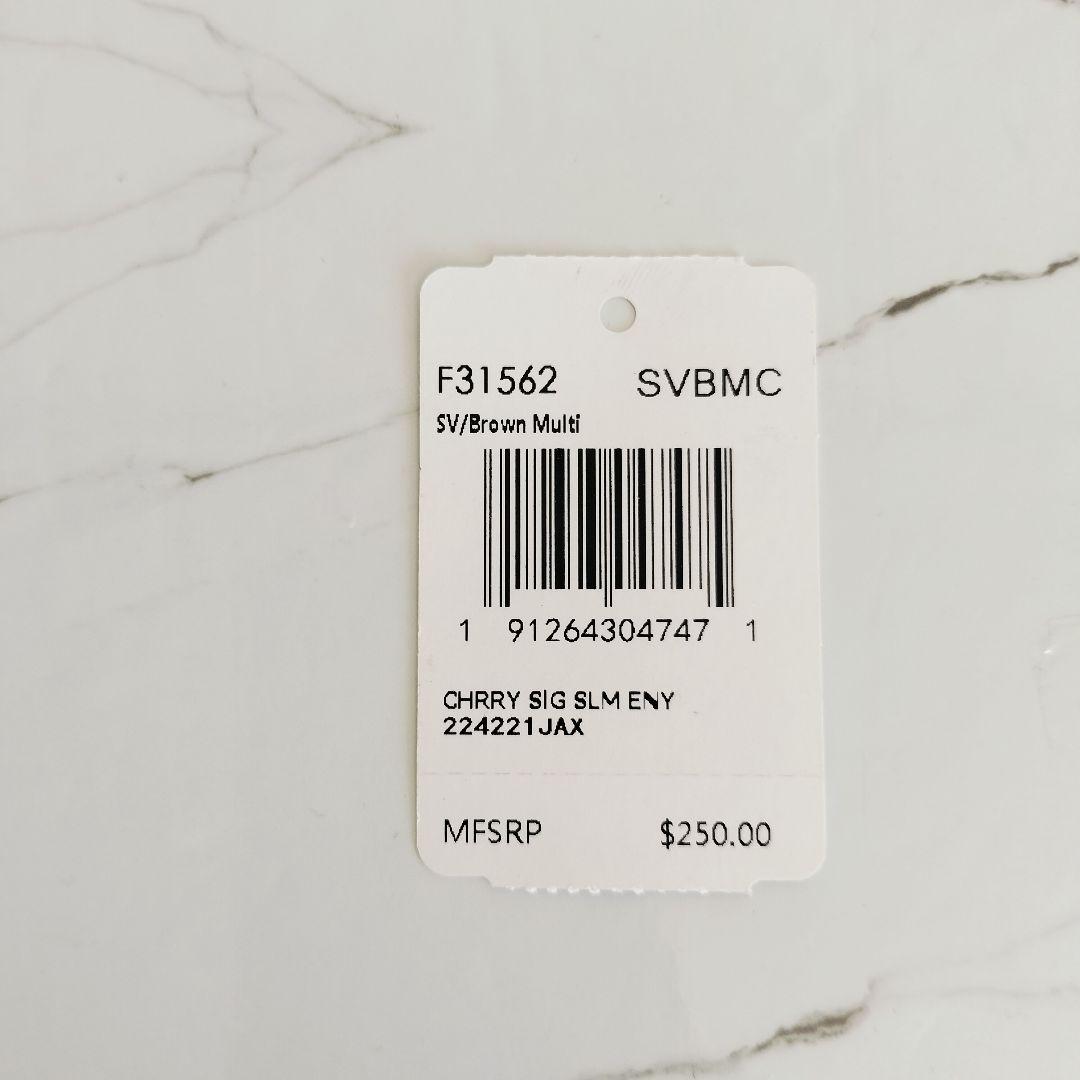 F31562 SVBMC
SV/Brown Multi
1 91264304747 1
CHRRY SIG SLM ENY
224221JAX
MFSRP $250.00